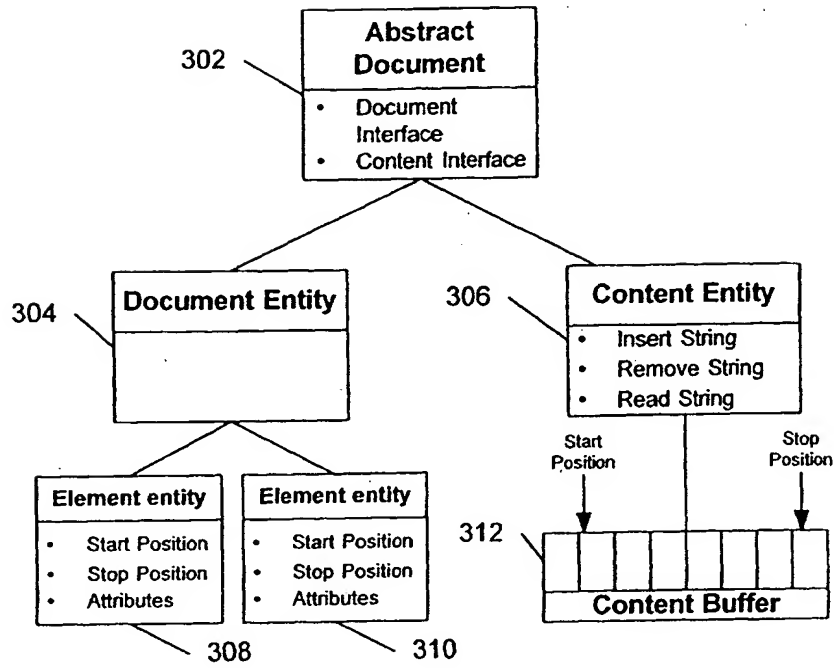 Abstract
Document
302
• Document
Interface
• Content Interface
Document Entity
304
Content Entity
306
• Insert String
• Remove String
• Read String
Start
Position
Stop
Position
Element entity
• Start Position
• Stop Position
• Attributes
Element entity
• Start Position
• Stop Position
• Attributes
312
Content Buffer
308
310